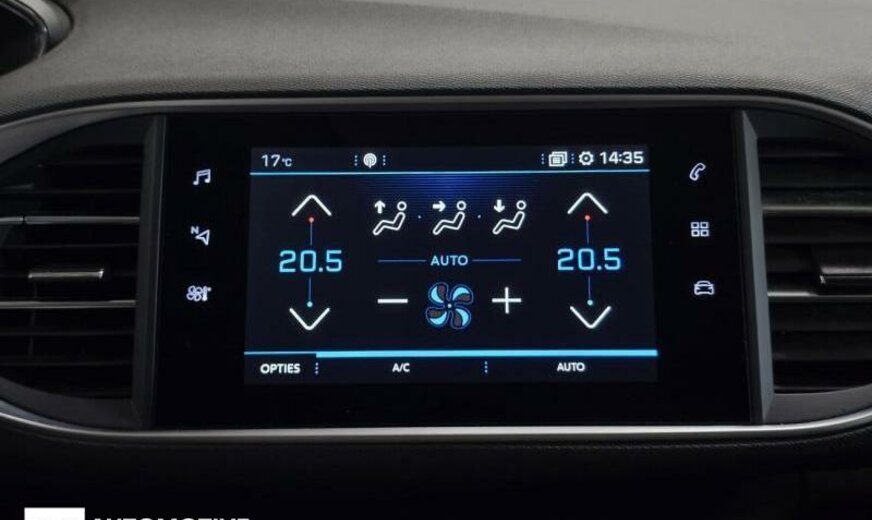 17°C 14:35
N
20.5 20.5
AUTO
OPTIES A/C AUTO
AUTOMOTIVE